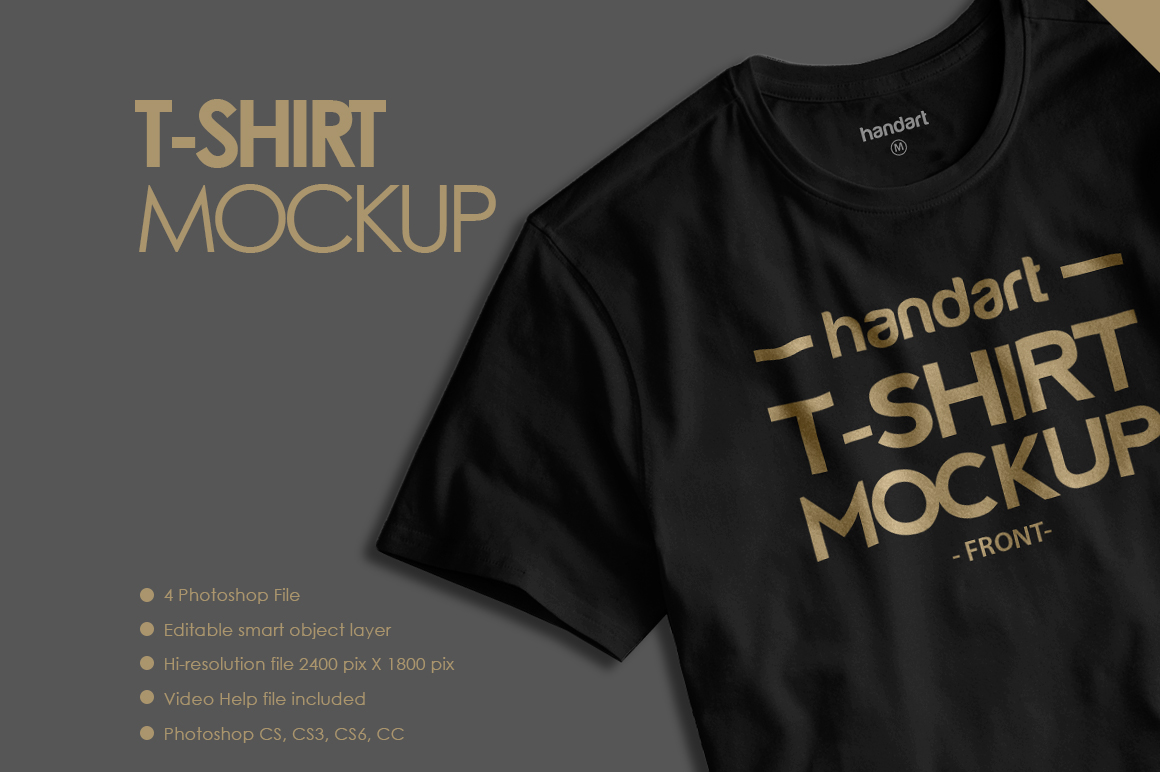 T-SHIRT
MOCKUP
handart
M
handart
T-SHIRT
MOCKUP
- FRONT-
4 Photoshop File
Editable smart object layer
Hi-resolution file 2400 pix X 1800 pix
Video Help file included
Photoshop CS, CS3, CS6, CC